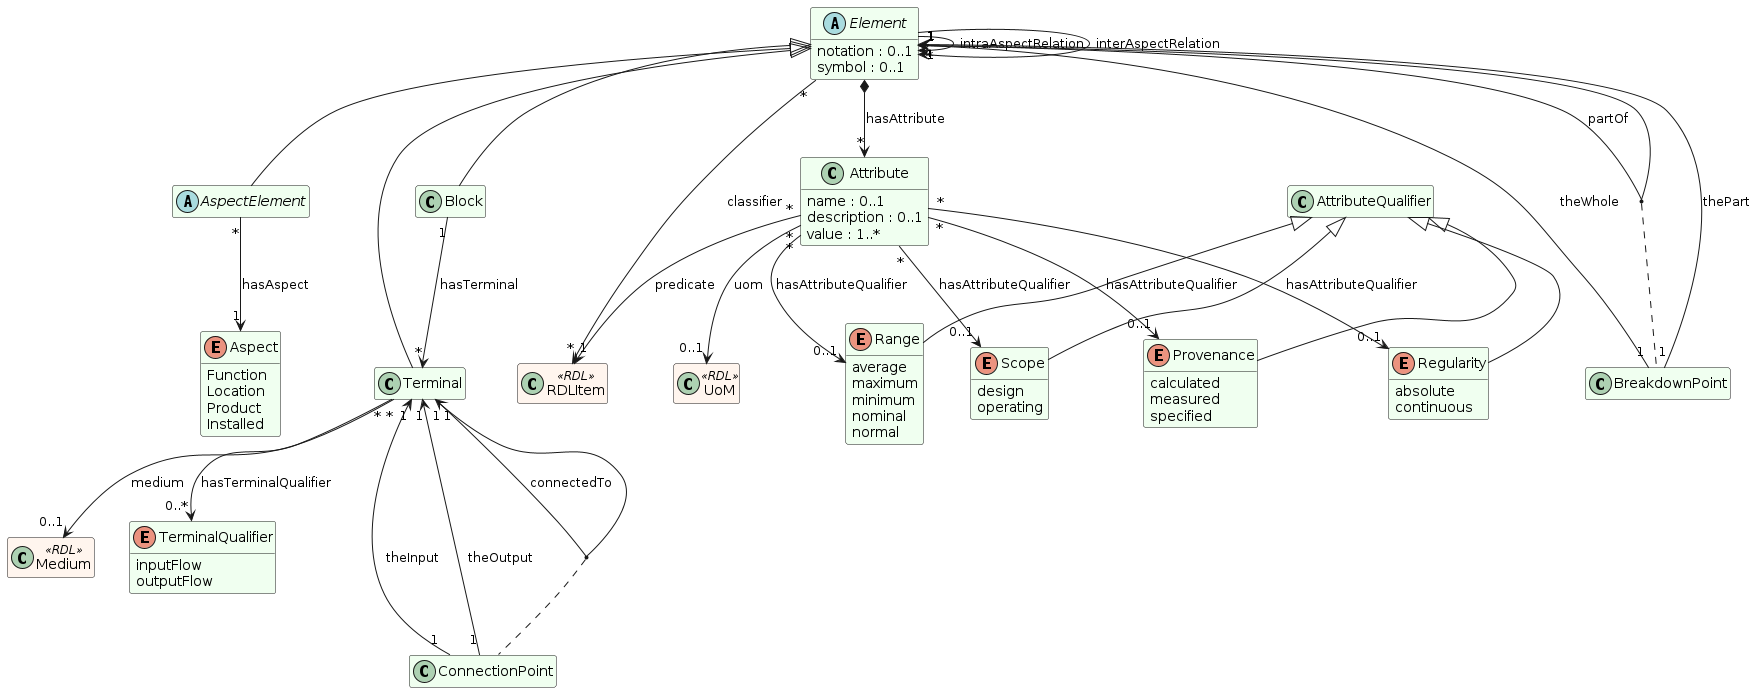 A Element
notation : 0..1
symbol : 0..1
1
1
intraAspectRelation
interAspectRelation
*
hasAttribute
*
partOf
C Attribute
name : 0..1
description : 0..1
value : 1..*
A AspectElement
C Block
C AttributeQualifier
classifier
*
*
*
*
*
*
theWhole
thePart
*
1
hasAspect
hasTerminal
predicate
uom
hasAttributeQualifier
hasAttributeQualifier
hasAttributeQualifier
hasAttributeQualifier
1
*
*
1
0..1
0..1
0..1
0..1
0..1
1
1
E Aspect
Function
Location
Product
Installed
C Terminal
«RDL»
C RDLItem
«RDL»
C UoM
E Range
average
maximum
minimum
nominal
normal
E Scope
design
operating
E Provenance
calculated
measured
specified
E Regularity
absolute
continuous
C BreakdownPoint
*
*
1
1
1
1
medium
hasTerminalQualifier
connectedTo
0..1
0..*
theInput
theOutput
«RDL»
C Medium
E TerminalQualifier
inputFlow
outputFlow
1
1
C ConnectionPoint